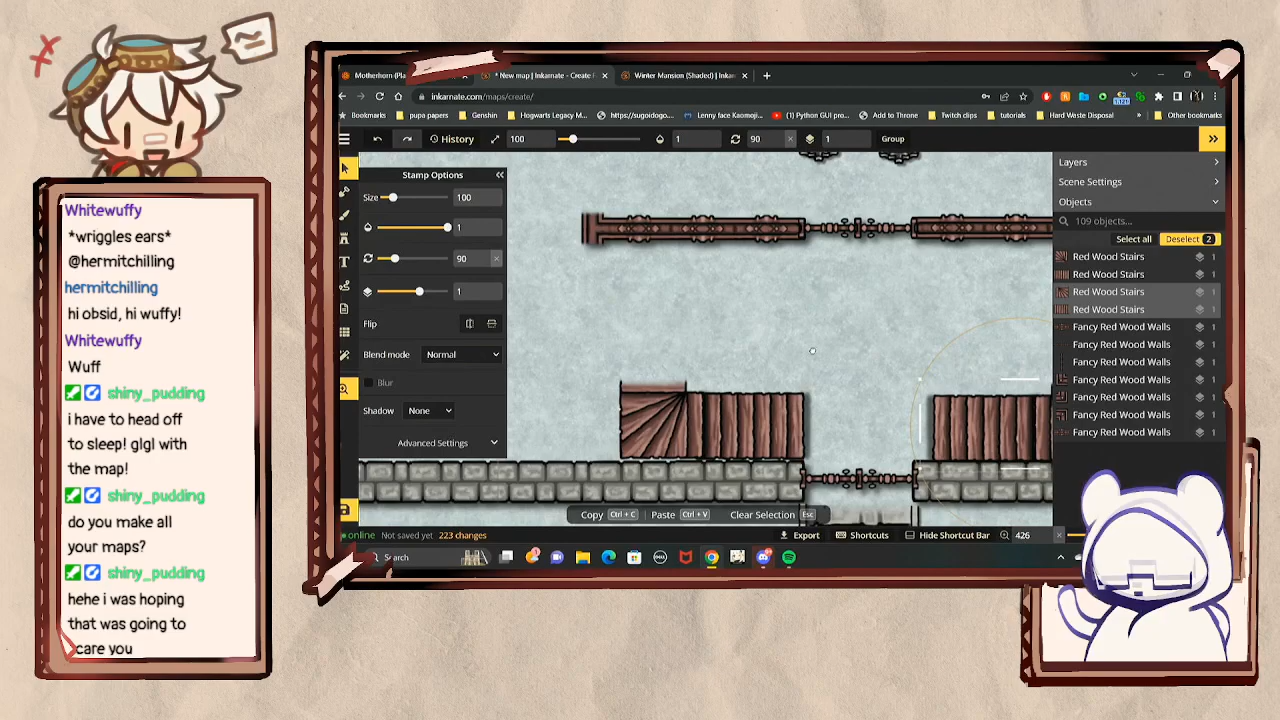 Whitewuffy
*wriggles ears*
@hermitchilling
hermitchilling
hi obsid, hi wuffy!
Whitewuffy
Wuff
shiny_pudding
i have to head off
to sleep! glgl with
the map!
shiny_pudding
do you make all
your maps?
shiny_pudding
hehe i was hoping
that was going to
care you
Motherhorn (Pla
* New map | Inkarnate - Create F
Winter Mansion (Shaded) | Inkarn
inkarnate.com/maps/create/
Bookmarks
pupa papers
Genshin
Hogwarts Legacy M...
https://sugoidogo....
Lenny face Kaomoji...
(1) Python GUI pro...
Add to Throne
Twitch clips
tutorials
Hard Waste Disposal
Other bookmarks
History
100
1
90
1
Group
Stamp Options
Size
100
1
90
1
Flip
Blend mode
Normal
Blur
Shadow
None
Advanced Settings
Layers
Scene Settings
Objects
109 objects...
Select all
Deselect 2
Red Wood Stairs 1
Red Wood Stairs 1
Red Wood Stairs 1
Red Wood Stairs 1
Fancy Red Wood Walls 1
Fancy Red Wood Walls 1
Fancy Red Wood Walls 1
Fancy Red Wood Walls 1
Fancy Red Wood Walls 1
Fancy Red Wood Walls 1
Fancy Red Wood Walls 1
Copy Ctrl + C
Paste Ctrl + V
Clear Selection Esc
online
Not saved yet
223 changes
Export
Shortcuts
Hide Shortcut Bar
426
Search